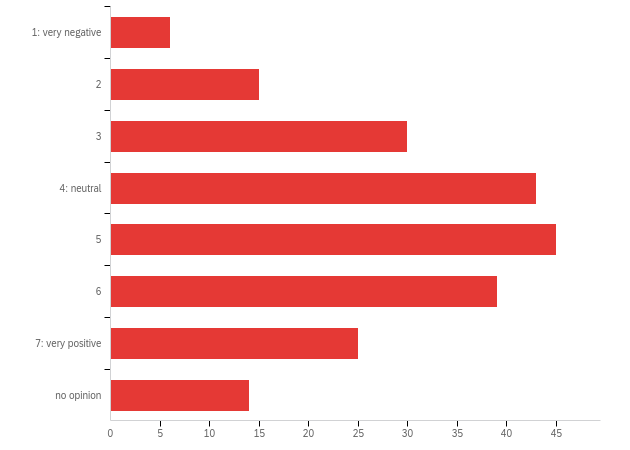 1: very negative
2
3
4: neutral
5
6
7: very positive
no opinion
0 5 10 15 20 25 30 35 40 45